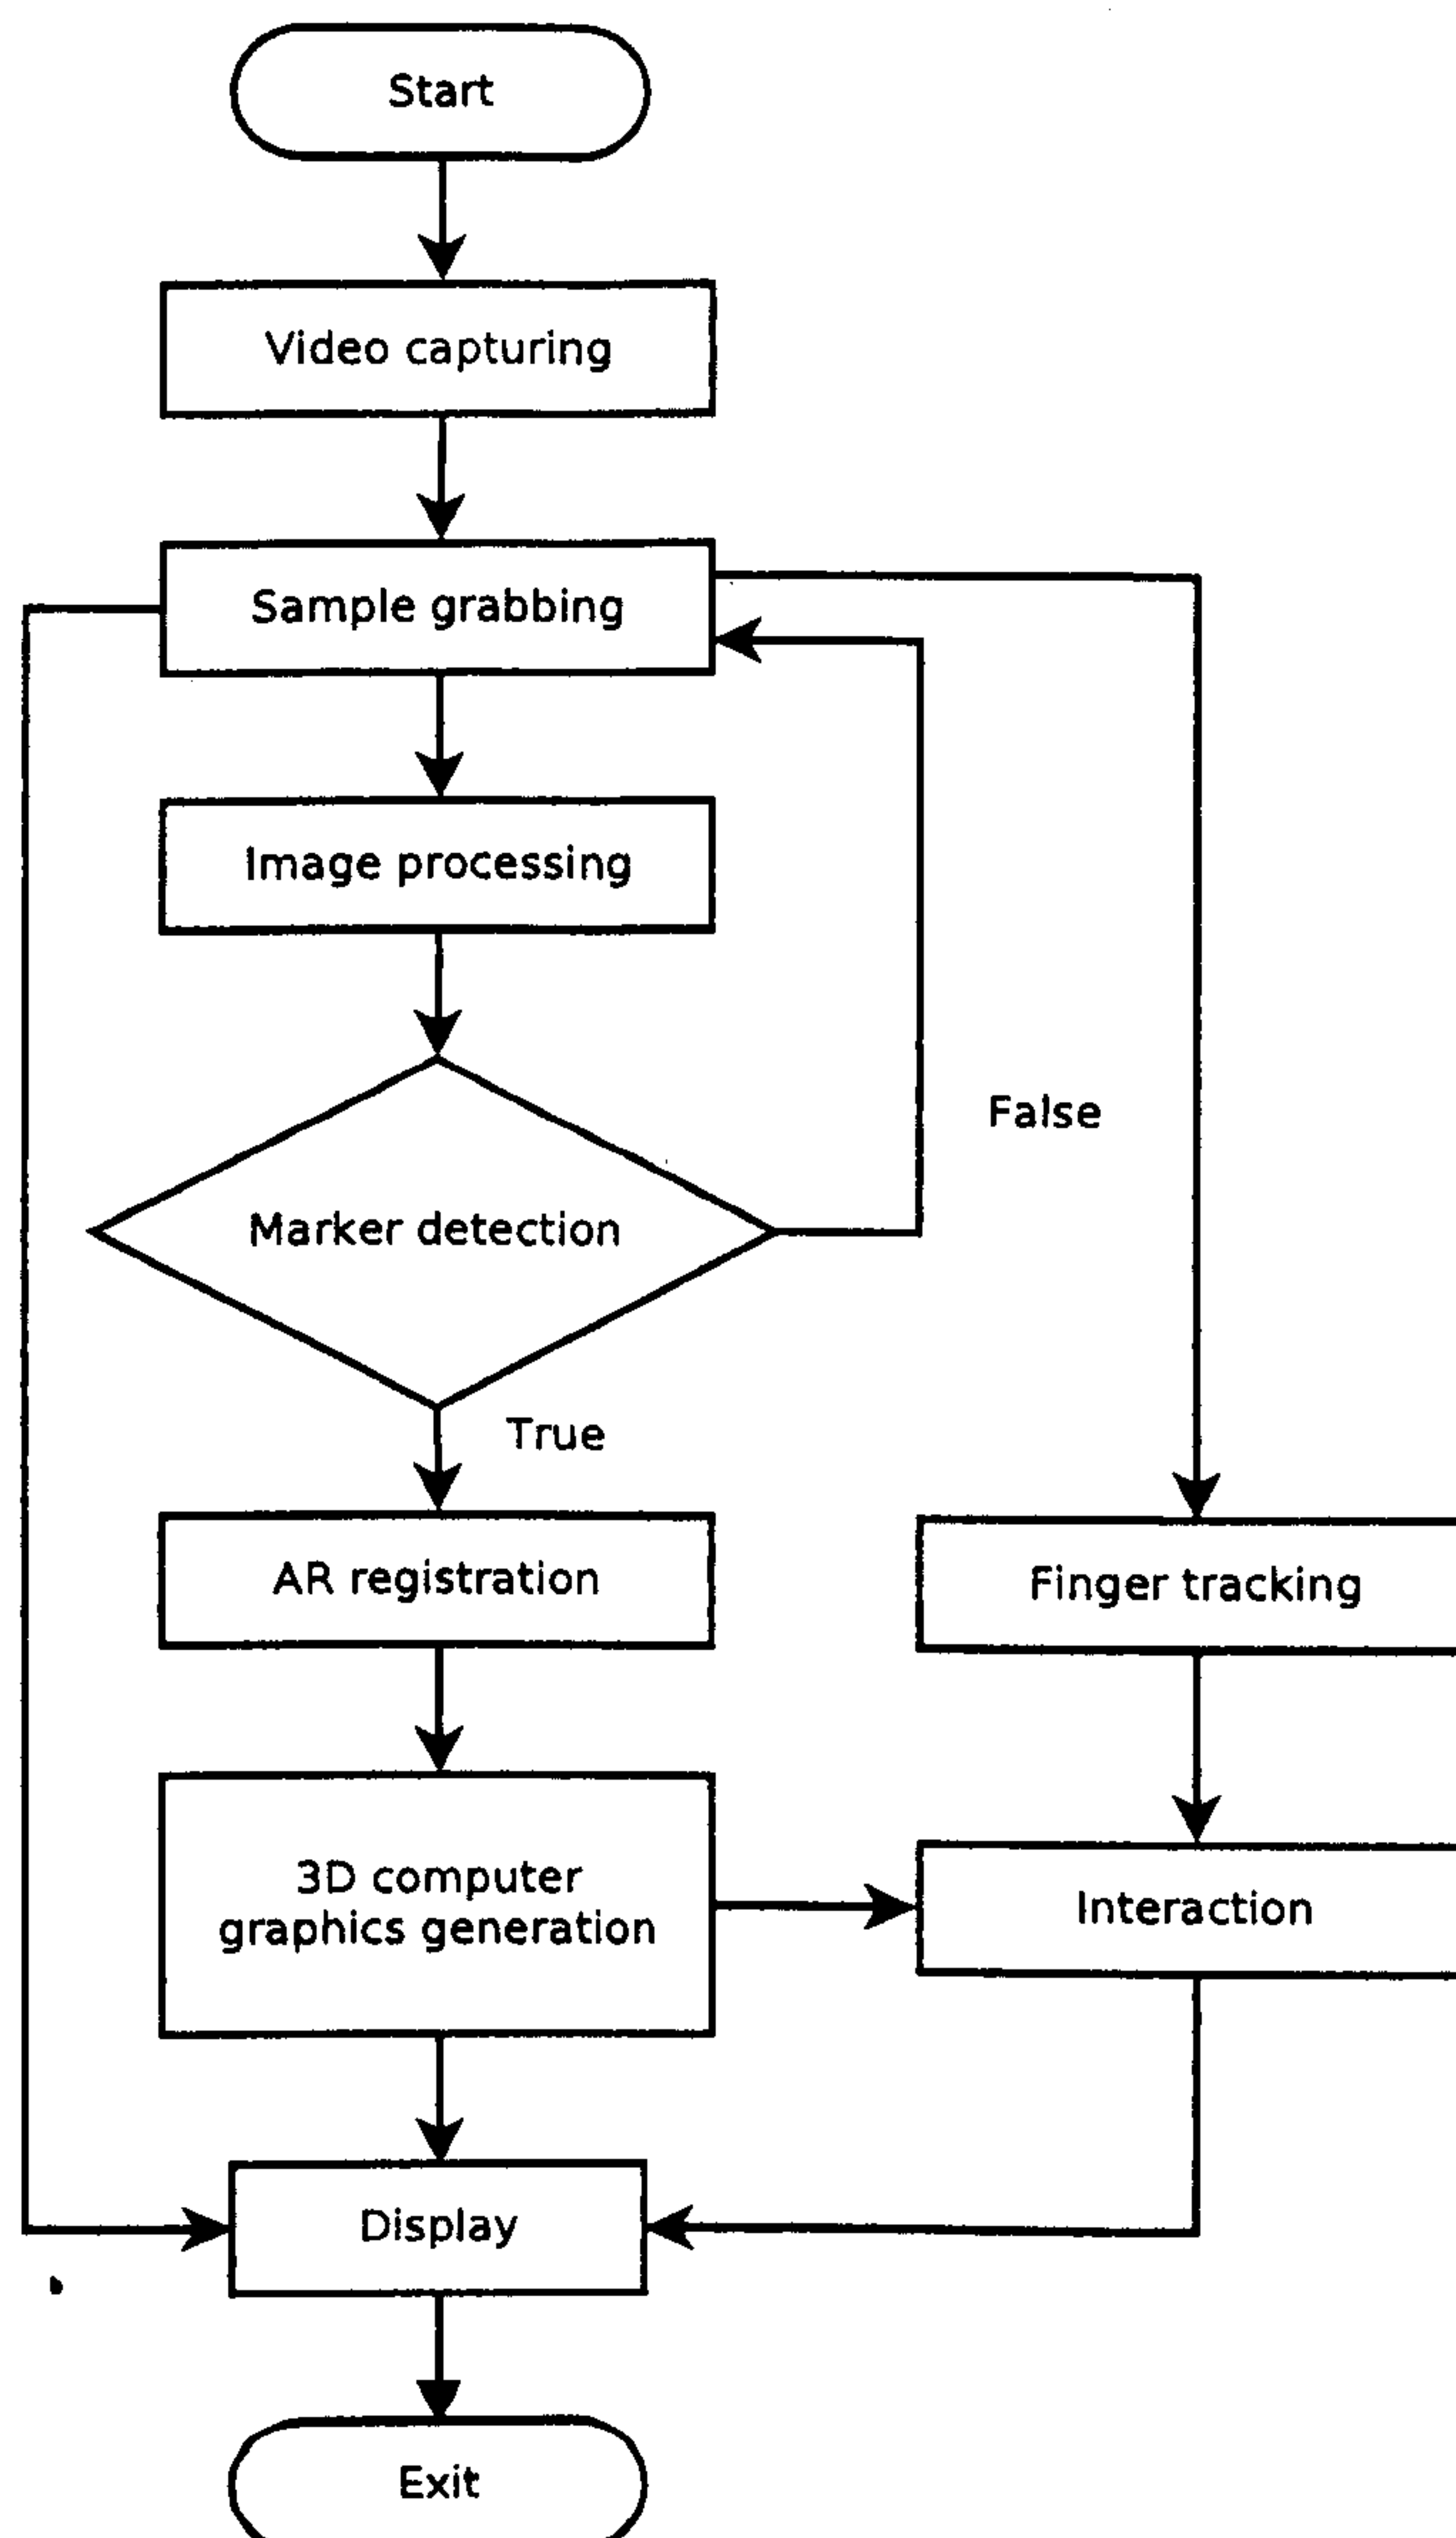 Start
Video capturing
Sample grabbing
Image processing
False
Marker detection
True
AR registration
Finger tracking
3D computer
graphics generation
Interaction
Display
Exit